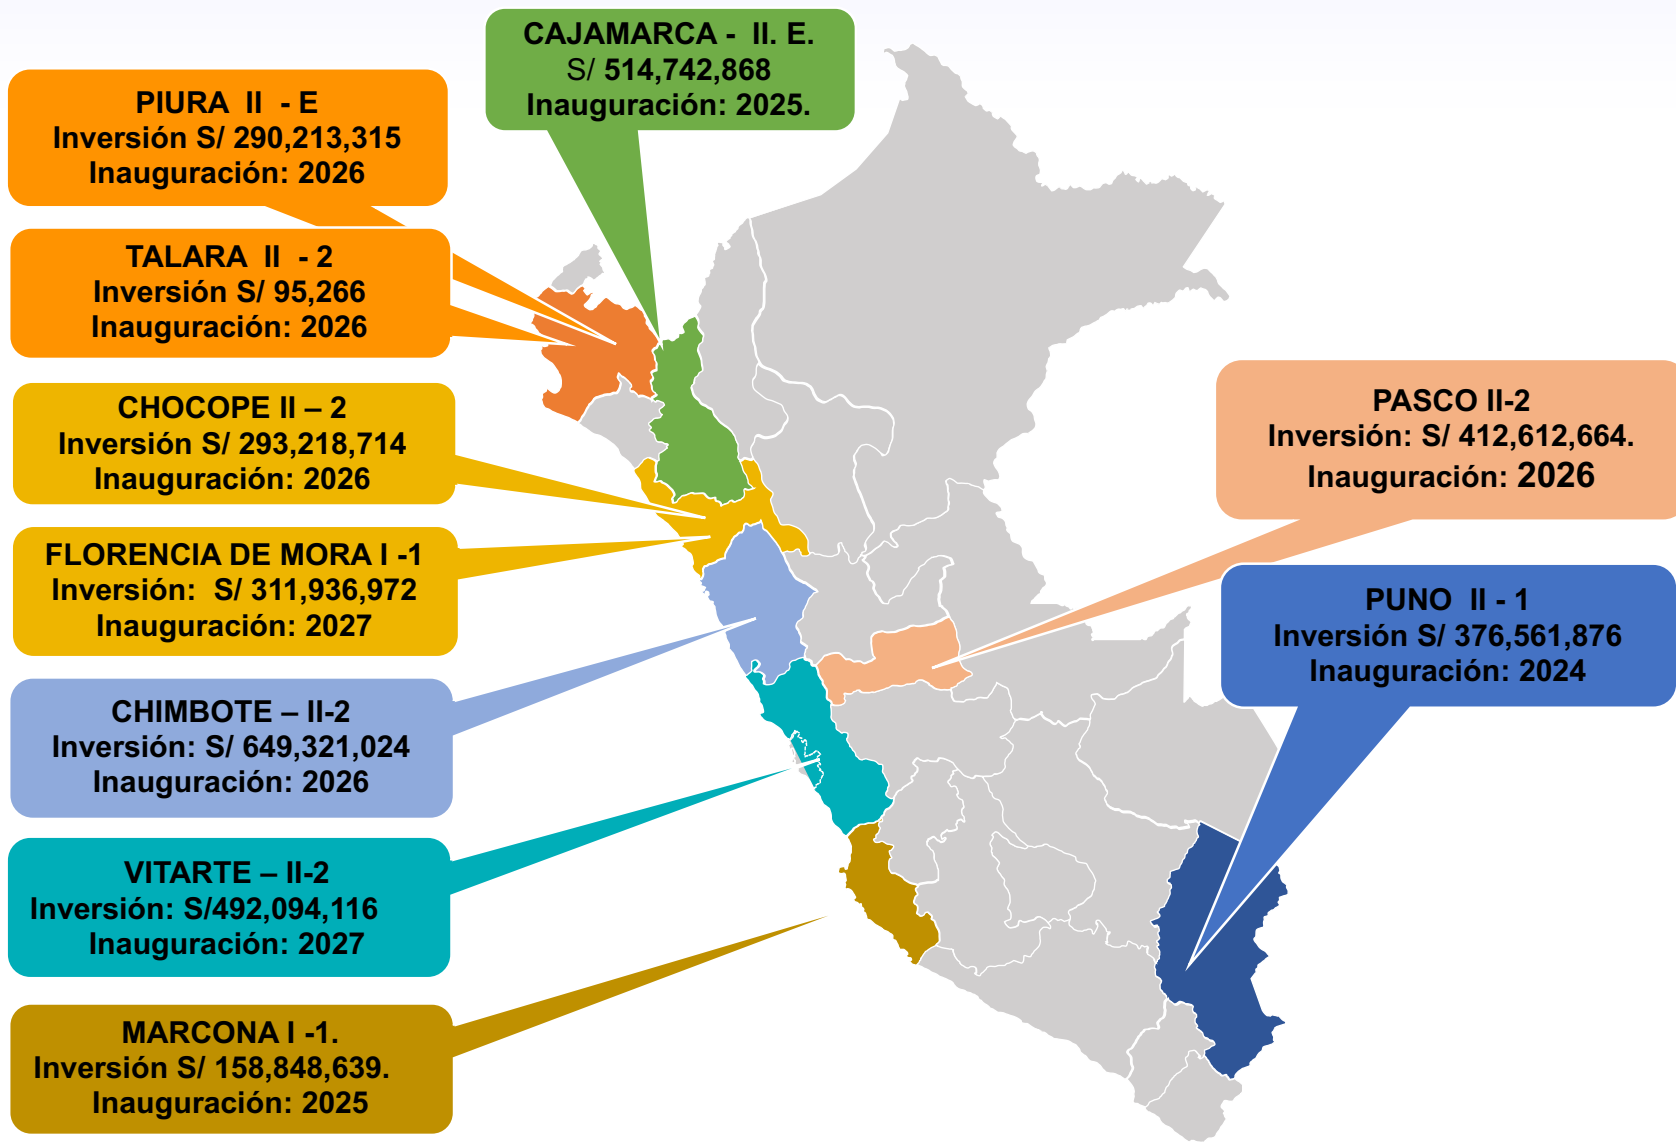 CAJAMARCA - II. E.
S/ 514,742,868
Inauguración: 2025.
PIURA II - E
Inversión S/ 290,213,315
Inauguración: 2026
TALARA II - 2
Inversión S/ 95,266
Inauguración: 2026
CHOCOPE II – 2
Inversión S/ 293,218,714
Inauguración: 2026
FLORENCIA DE MORA I -1
Inversión: S/ 311,936,972
Inauguración: 2027
CHIMBOTE – II-2
Inversión: S/ 649,321,024
Inauguración: 2026
VITARTE – II-2
Inversión: S/492,094,116
Inauguración: 2027
MARCONA I -1.
Inversión S/ 158,848,639.
Inauguración: 2025
PASCO II-2
Inversión: S/ 412,612,664.
Inauguración: 2026
PUNO II - 1
Inversión S/ 376,561,876
Inauguración: 2024